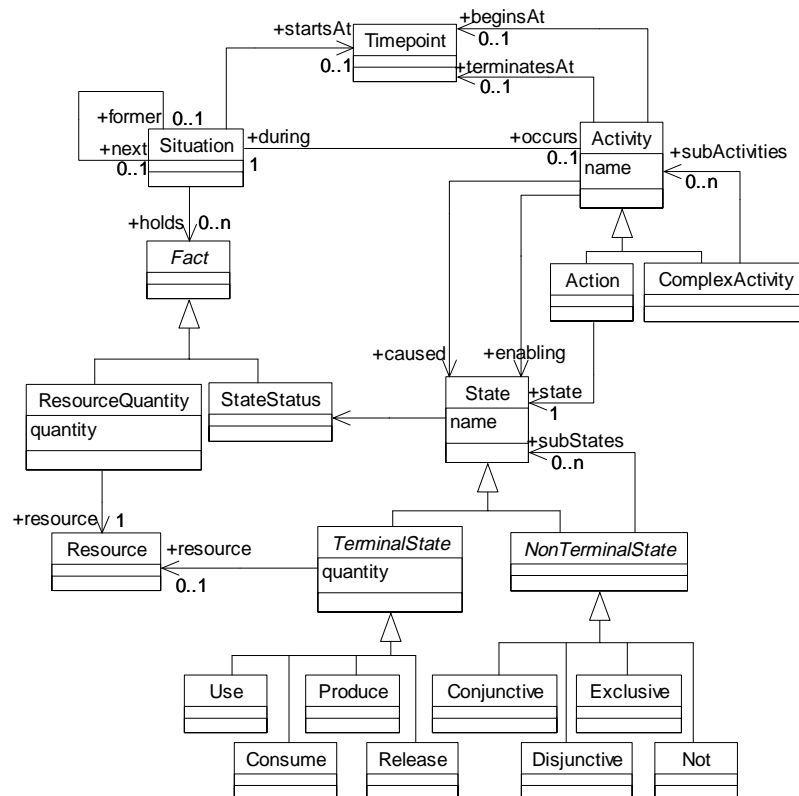 +startsAt
0..1
Timepoint
+beginsAt
0..1
+terminatesAt
0..1
+former 0..1
+next
0..1
Situation
+during
1
+occurs
0..1
Activity
name
+subActivities
0..n
+holds 0..n
Fact
Action
ComplexActivity
+caused
+enabling
ResourceQuantity
quantity
StateStatus
State
name
+state
1
+subStates
0..n
+resource 1
Resource
+resource
0..1
TerminalState
quantity
NonTerminalState
Use
Produce
Conjunctive
Exclusive
Consume
Release
Disjunctive
Not